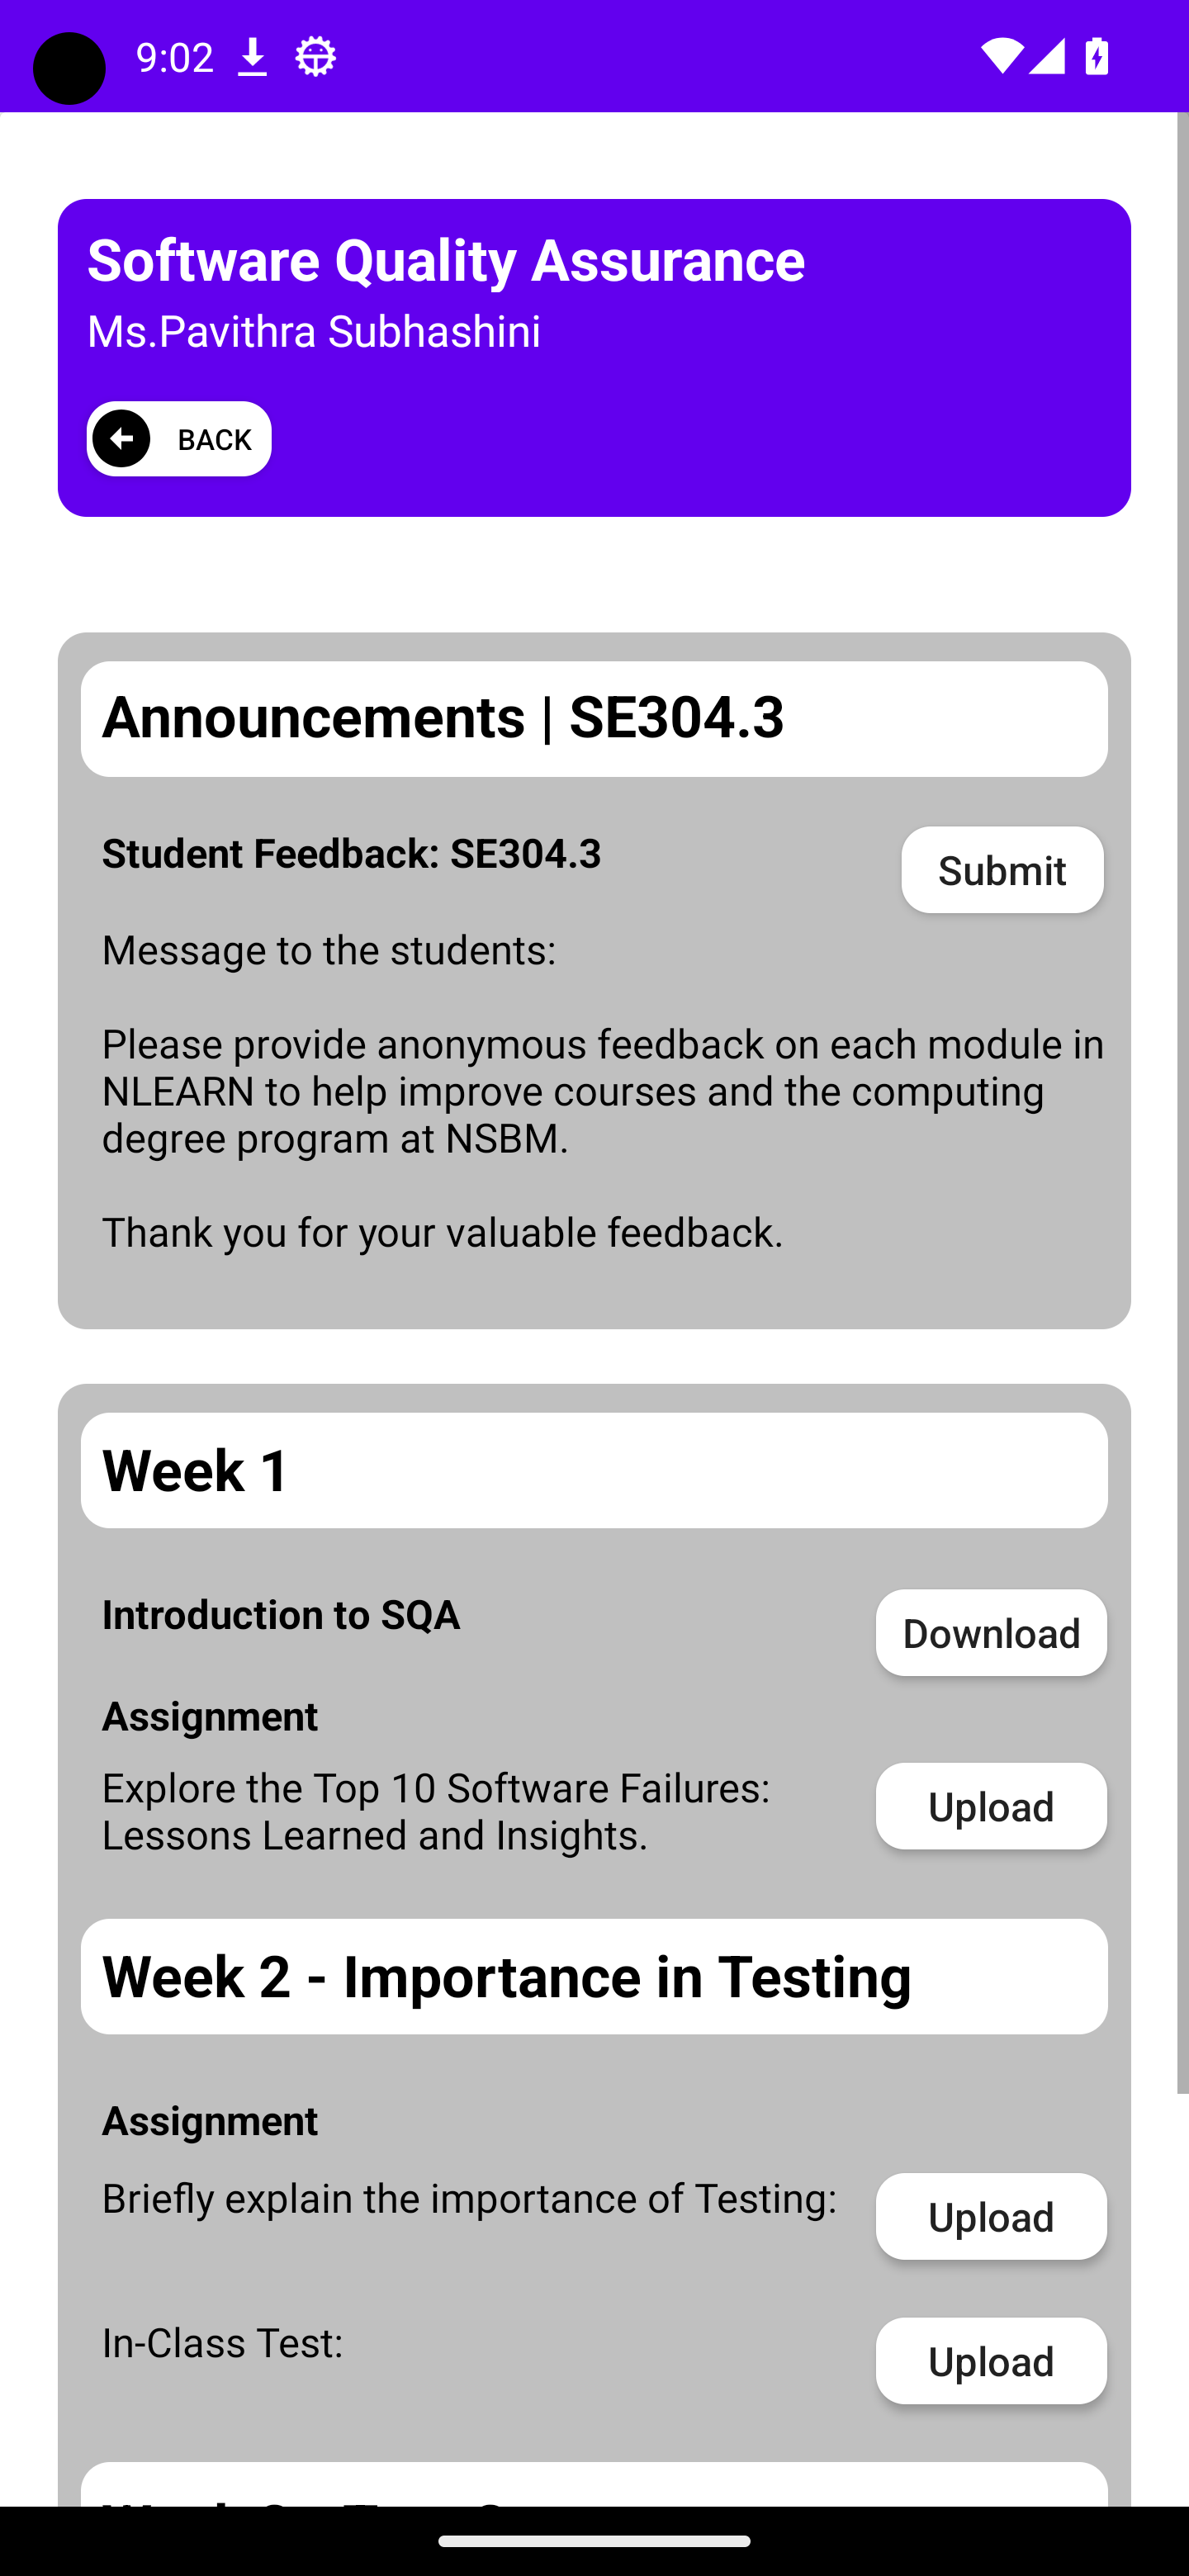 9:02
Software Quality Assurance
Ms.Pavithra Subhashini
BACK
Announcements | SE304.3
Student Feedback: SE304.3
Submit
Message to the students:
Please provide anonymous feedback on each module in
NLEARN to help improve courses and the computing
degree program at NSBM.
Thank you for your valuable feedback.
Week 1
Introduction to SQA
Download
Assignment
Explore the Top 10 Software Failures:
Lessons Learned and Insights.
Upload
Week 2 - Importance in Testing
Assignment
Briefly explain the importance of Testing:
Upload
In-Class Test:
Upload